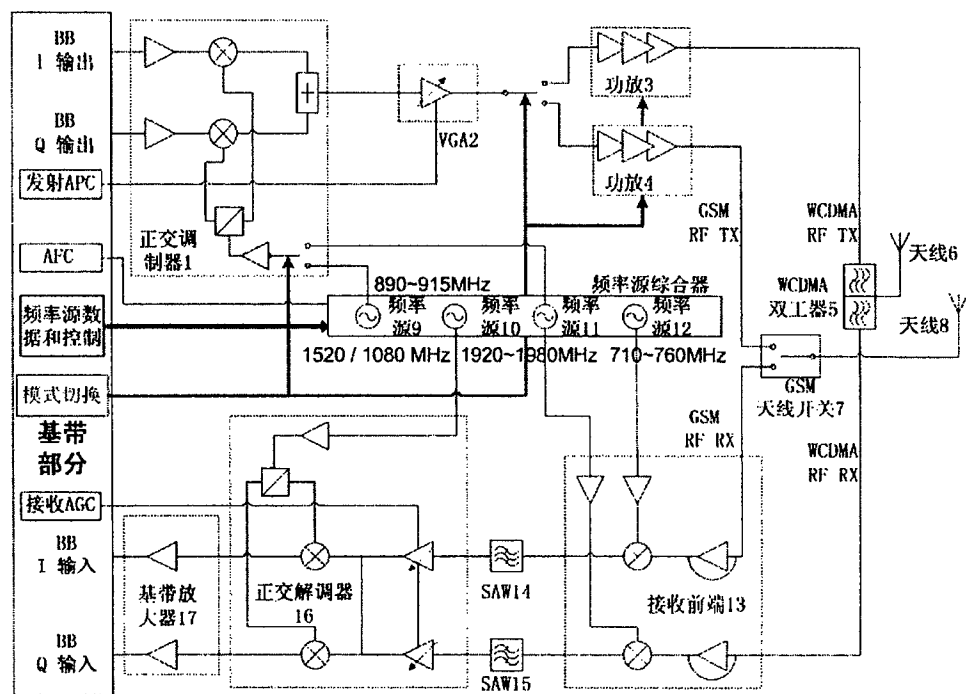 BB
I 输出
BB
Q 输出
发射APC
AFC
频率源数
据和控制
模式切换
基带
部分
接收AGC
BB
I 输入
BB
Q 输入
正交调
制器1
VGA2
功放3
功放4
GSM
RF TX
WCDMA
RF TX
WCDMA
双工器5
天线6
天线8
GSM
天线开关7
890~915MHz
频率源综合器
频率
源9
频率
源10
频率
源11
频率
源12
1520 / 1080 MHz
1920~1980MHz
710~760MHz
GSM
RF RX
WCDMA
RF RX
基带放
大器17
正交解调器
16
SAW14
SAW15
接收前端13